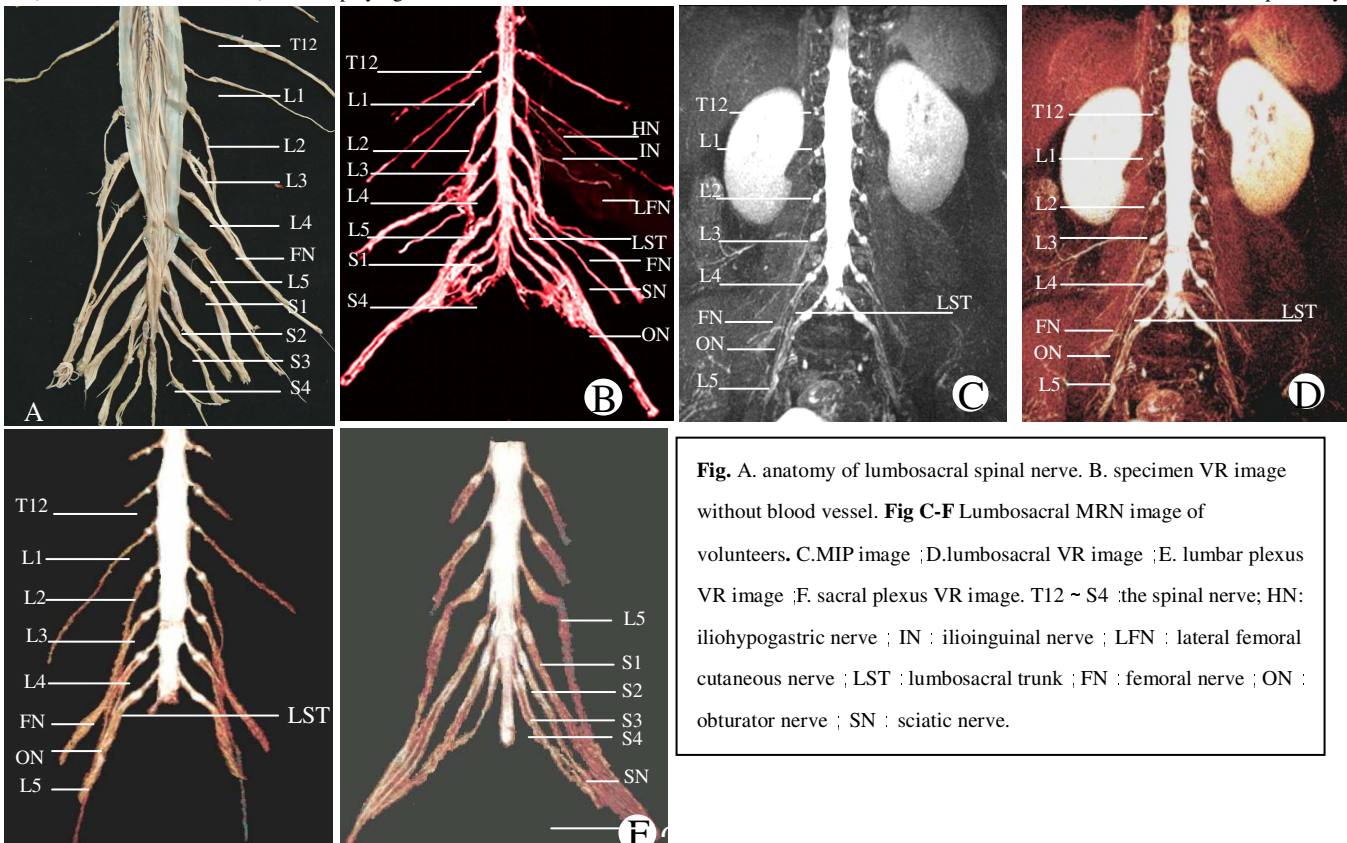 T12
L1
L2
L3
L4
FN
L5
S1
S2
S3
S4
A
T12
L1
L2
L3
L4
L5
S1
S4
HN
IN
LFN
LST
FN
SN
ON
B
T12
L1
L2
L3
L4
FN
ON
L5
LST
C
T12
L1
L2
L3
L4
FN
ON
L5
LST
D
T12
L1
L2
L3
L4
FN
ON
L5
LST
L5
S1
S2
S3
S4
SN
F
Fig. A. anatomy of lumbosacral spinal nerve. B. specimen VR image
without blood vessel. Fig C-F Lumbosacral MRN image of
volunteers. C.MIP image ; D.lumbosacral VR image ; E. lumbar plexus
VR image ; F. sacral plexus VR image. T12 ~ S4 : the spinal nerve; HN:
iliohypogastric nerve ; IN : ilioinguinal nerve ; LFN : lateral femoral
cutaneous nerve ; LST : lumbosacral trunk ; FN : femoral nerve ; ON :
obturator nerve ; SN : sciatic nerve.